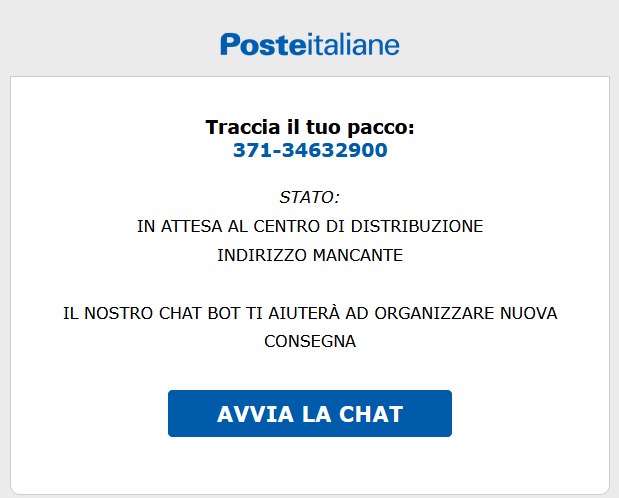 Posteitaliane
Traccia il tuo pacco:
371-34632900
STATO:
IN ATTESA AL CENTRO DI DISTRIBUZIONE
INDIRIZZO MANCANTE
IL NOSTRO CHAT BOT TI AIUTERÀ AD ORGANIZZARE NUOVA
CONSEGNA
AVVIA LA CHAT